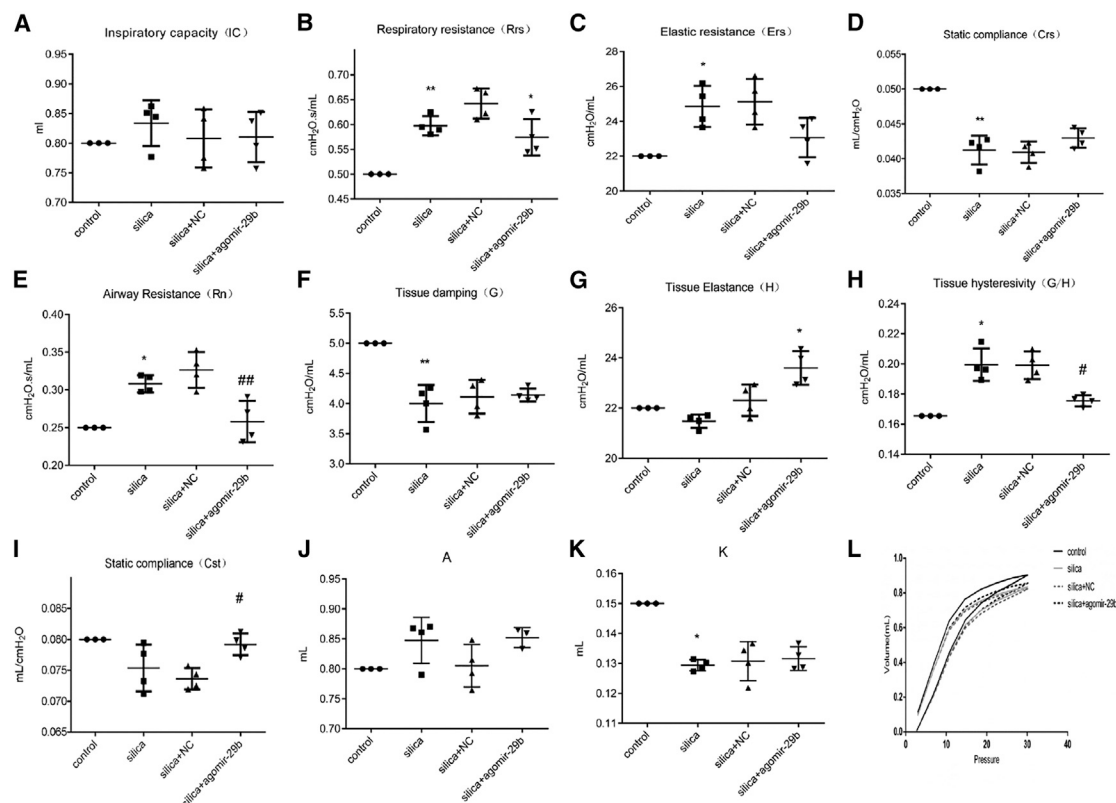 A
Inspiratory capacity (IC)
0.95
0.90
0.85
0.80
0.75
0.70
ml
control
silica
silica+NC
silica+agomir-29b
B
Respiratory resistance (Rrs)
0.70
0.65
0.60
0.55
0.50
0.45
cmH₂O.s/mL
**
*
control
silica
silica+NC
silica+agomir-29b
C
Elastic resistance (Ers)
28
26
24
22
20
18
cmH₂O/mL
*
control
silica
silica+NC
silica+agomir-29b
D
Static compliance (Crs)
0.050
0.045
0.040
0.035
mL/cmH₂O
**
control
silica
silica+NC
silica+agomir-29b
E
Airway Resistance (Rn)
0.40
0.35
0.30
0.25
0.20
cmH₂O.s/mL
*
##
control
silica
silica+NC
silica+agomir-29b
F
Tissue damping (G)
5.5
5.0
4.5
4.0
3.5
3.0
cmH₂O/mL
**
control
silica
silica+NC
silica+agomir-29b
G
Tissue Elastance (H)
26
24
22
20
cmH₂O/mL
*
control
silica
silica+NC
silica+agomir-29b
H
Tissue hysteresivity (G/H)
0.22
0.20
0.18
0.16
0.14
cmH₂O/mL
*
#
control
silica
silica+NC
silica+agomir-29b
I
Static compliance (Cst)
0.085
0.080
0.075
0.070
0.065
mL/cmH₂O
#
control
silica
silica+NC
silica+agomir-29b
J
A
0.95
0.90
0.85
0.80
0.75
0.70
mL
control
silica
silica+NC
silica+agomir-29b
K
K
0.16
0.15
0.14
0.13
0.12
0.11
mL
*
control
silica
silica+NC
silica+agomir-29b
L
1.0
0.8
0.6
0.4
0.2
0.0
Volume(mL)
0
10
20
30
40
Pressure
control
silica
silica+NC
silica+agomir-29b